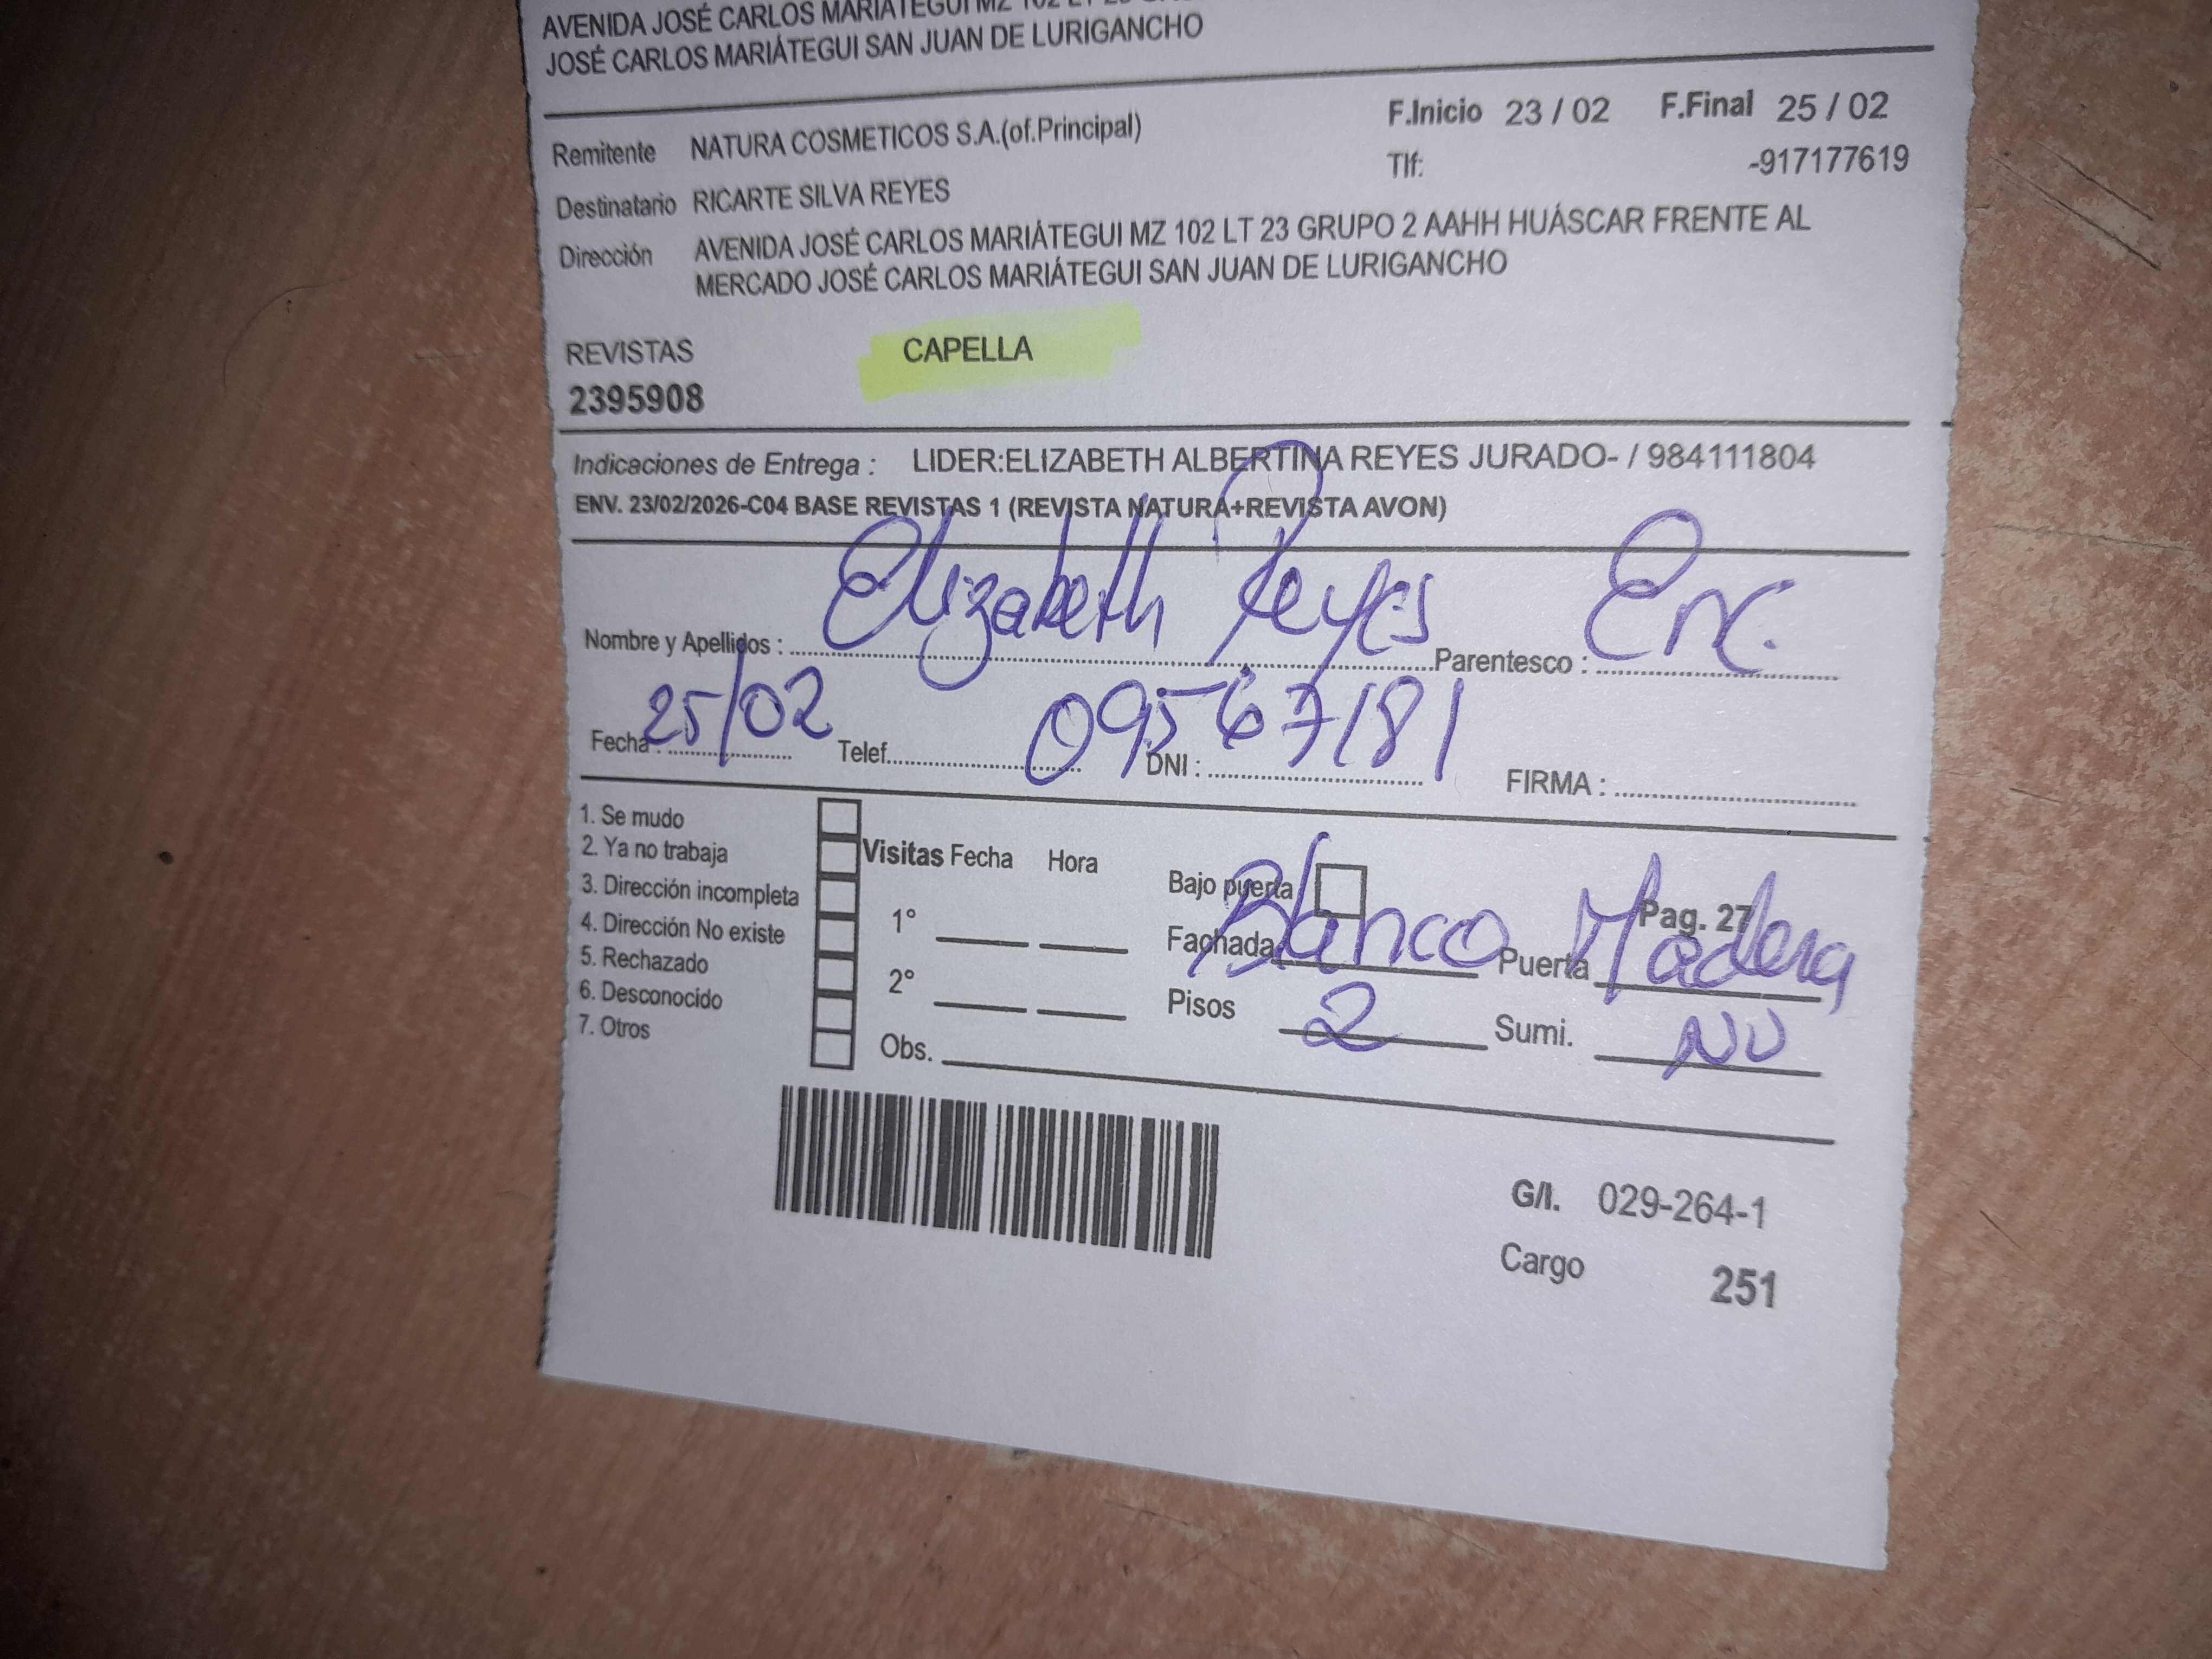 AVENIDA JOSÉ CARLOS MARIÁTEGUI MZ 102 LT 23
JOSÉ CARLOS MARIÁTEGUI SAN JUAN DE LURIGANCHO
F.Inicio 23 / 02 F.Final 25 / 02
Remitente NATURA COSMETICOS S.A.(of.Principal)
Tlf: -917177619
Destinatario RICARTE SILVA REYES
Dirección AVENIDA JOSÉ CARLOS MARIÁTEGUI MZ 102 LT 23 GRUPO 2 AAHH HUÁSCAR FRENTE AL
MERCADO JOSÉ CARLOS MARIÁTEGUI SAN JUAN DE LURIGANCHO
REVISTAS CAPELLA
2395908
Indicaciones de Entrega : LIDER:ELIZABETH ALBERTINA REYES JURADO- / 984111804
ENV. 23/02/2026-C04 BASE REVISTAS 1 (REVISTA NATURA+REVISTA AVON)
Nombre y Apellidos : Elizabeth Reyes Parentesco : Enc.
Fecha : 25/02 Telef. DNI : 09567181 FIRMA :
1. Se mudo
2. Ya no trabaja Visitas Fecha Hora
3. Dirección incompleta Bajo puerta
4. Dirección No existe 1° Pag. 27
Fachada Blanco Puerta Madera
5. Rechazado
6. Desconocido 2° Pisos 2 Sumi. NO
7. Otros Obs.
G/I. 029-264-1
Cargo 251